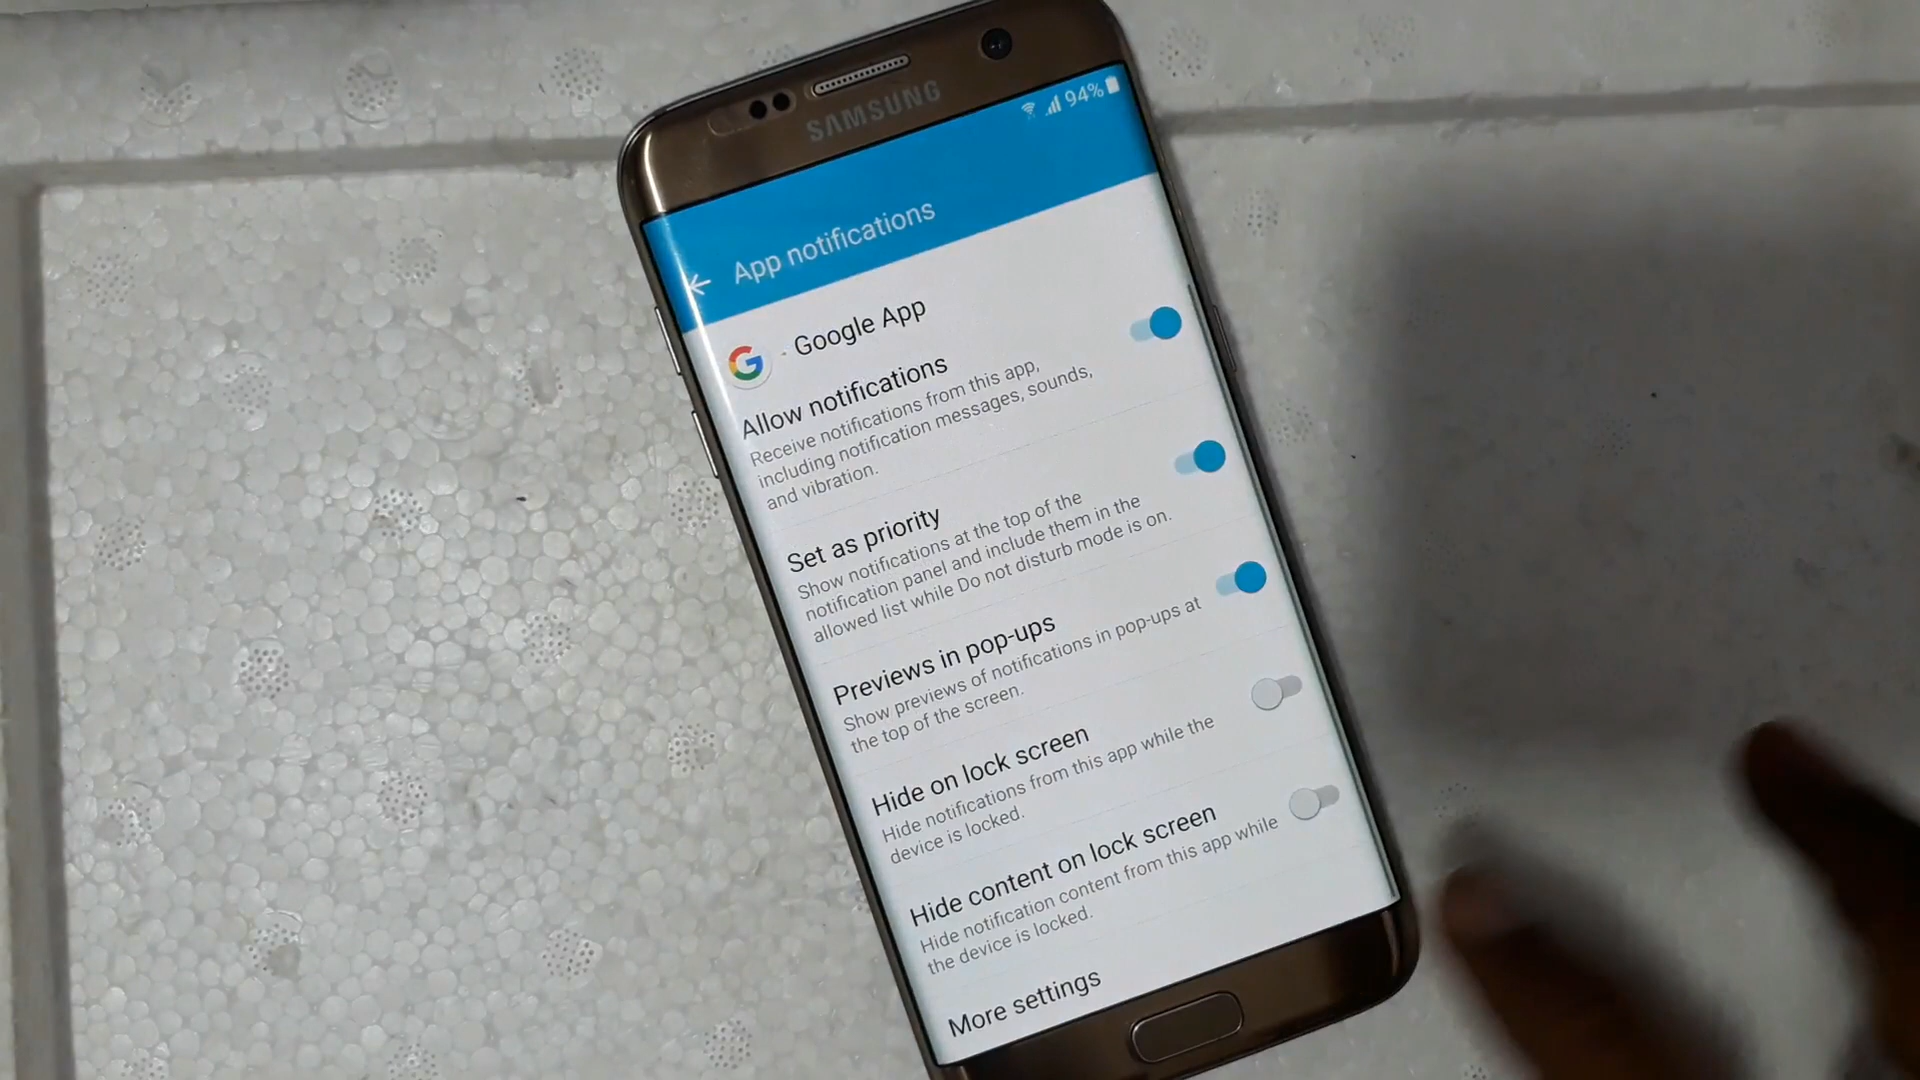 SAMSUNG
94%
App notifications
Google App
Allow notifications
Receive notifications from this app,
including notification messages, sounds,
and vibration.
Set as priority
Show notifications at the top of the
notification panel and include them in the
allowed list while Do not disturb mode is on.
Previews in pop-ups
Show previews of notifications in pop-ups at
the top of the screen.
Hide on lock screen
Hide notifications from this app while the
device is locked.
Hide content on lock screen
Hide notification content from this app while
the device is locked.
More settings